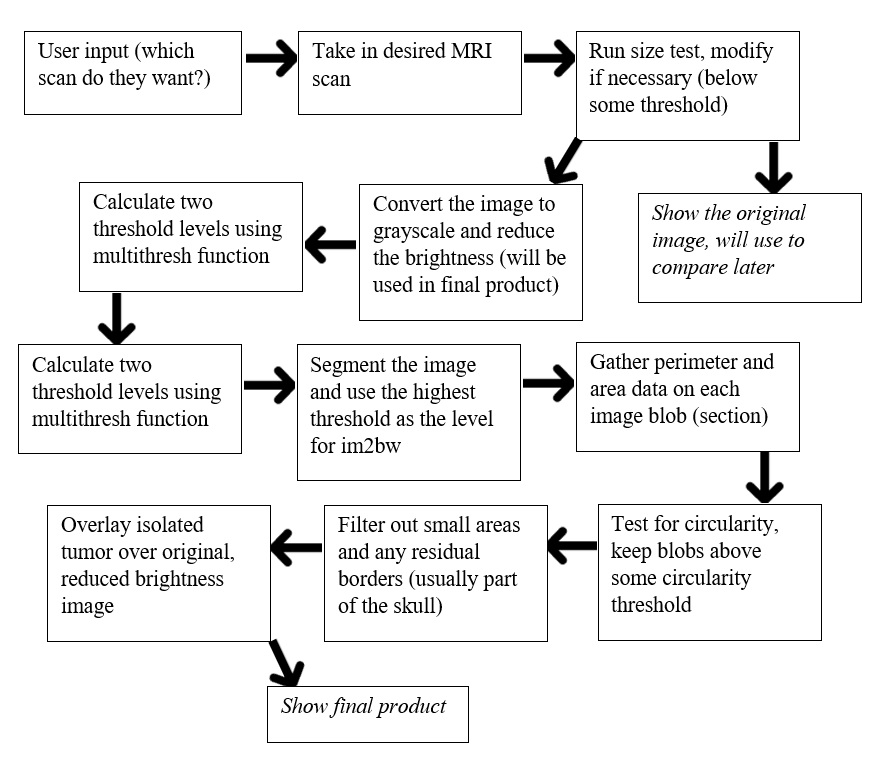 User input (which
scan do they want?)
Take in desired MRI
scan
Run size test, modify
if necessary (below
some threshold)
Show the original
image, will use to
compare later
Convert the image to
grayscale and reduce
the brightness (will be
used in final product)
Calculate two
threshold levels using
multithresh function
Calculate two
threshold levels using
multithresh function
Segment the image
and use the highest
threshold as the level
for im2bw
Gather perimeter and
area data on each
image blob (section)
Test for circularity,
keep blobs above
some circularity
threshold
Filter out small areas
and any residual
borders (usually part
of the skull)
Overlay isolated
tumor over original,
reduced brightness
image
Show final product